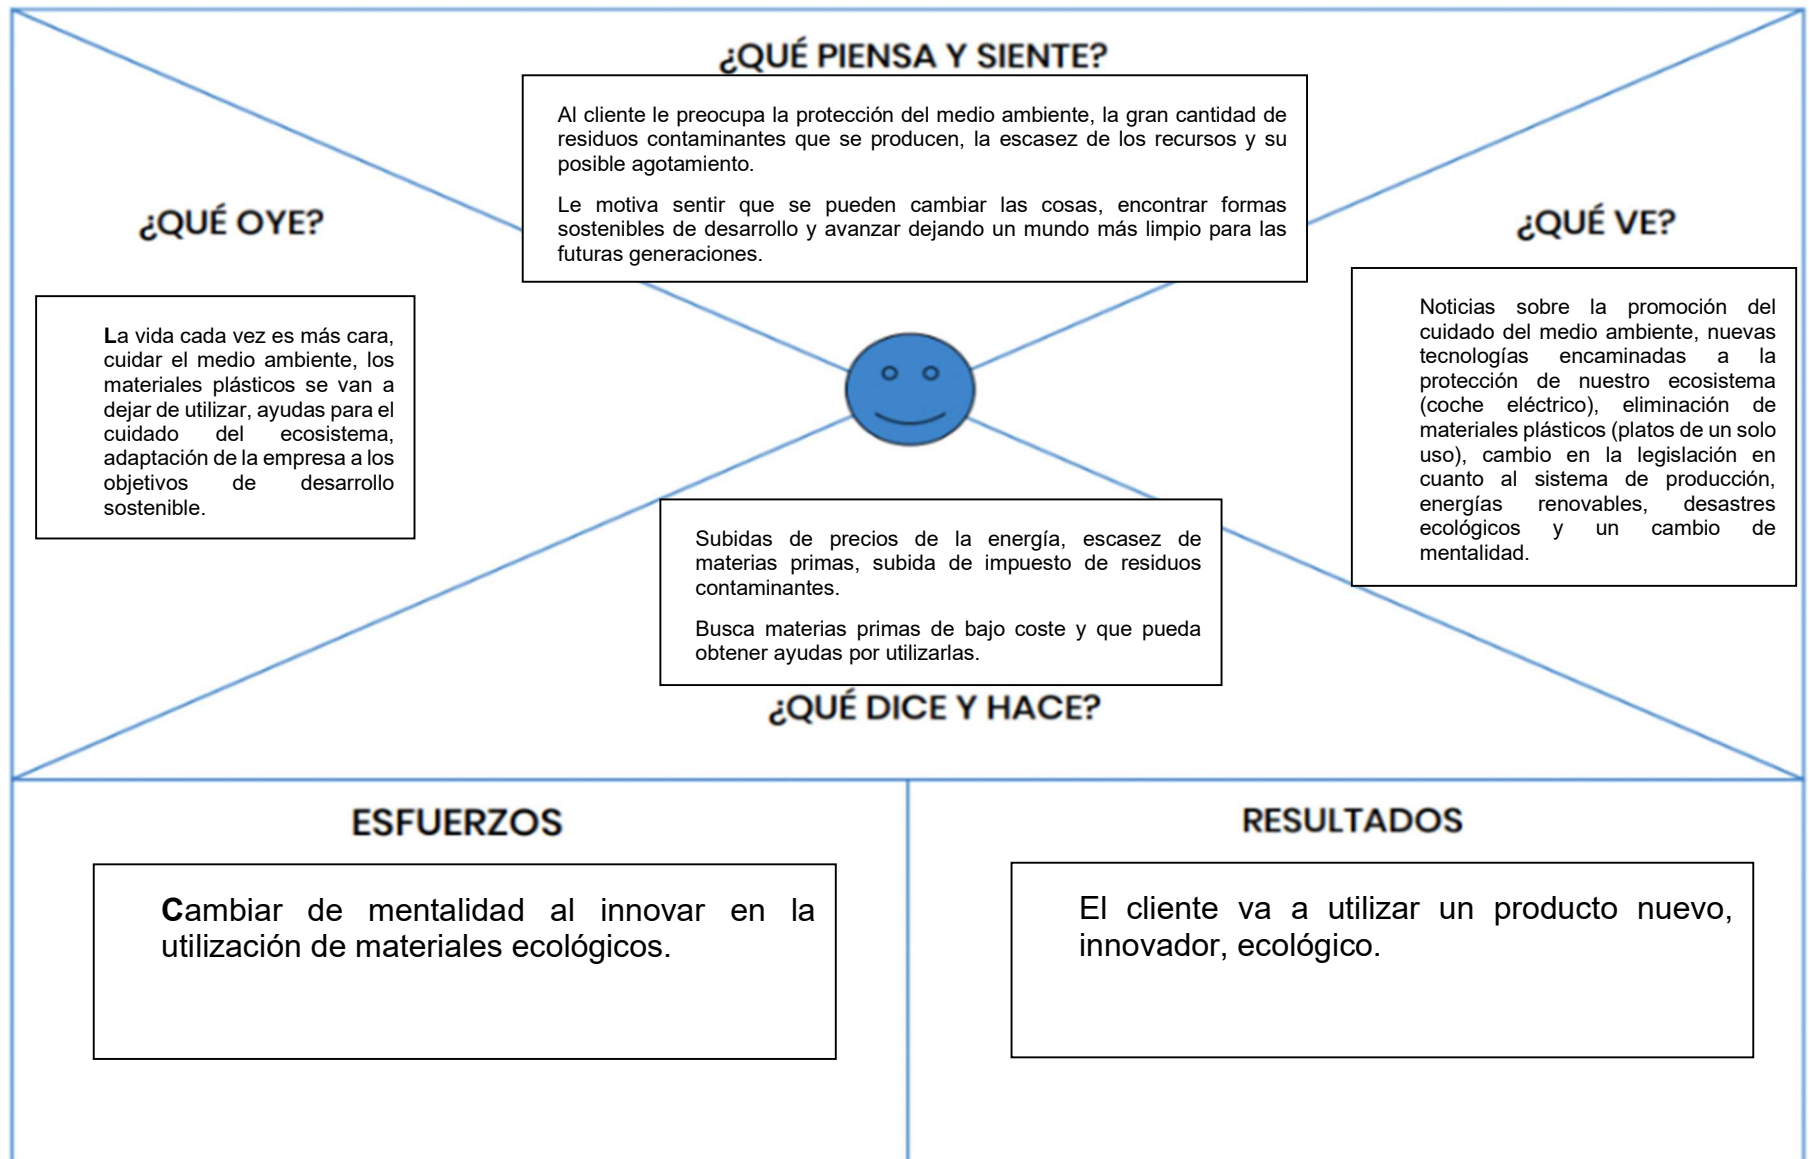 ¿QUÉ PIENSA Y SIENTE?
Al cliente le preocupa la protección del medio ambiente, la gran cantidad de
residuos contaminantes que se producen, la escasez de los recursos y su
posible agotamiento.
Le motiva sentir que se pueden cambiar las cosas, encontrar formas
sostenibles de desarrollo y avanzar dejando un mundo más limpio para las
futuras generaciones.
¿QUÉ OYE?
La vida cada vez es más cara,
cuidar el medio ambiente, los
materiales plásticos se van a
dejar de utilizar, ayudas para el
cuidado del ecosistema,
adaptación de la empresa a los
objetivos de desarrollo
sostenible.
¿QUÉ VE?
Noticias sobre la promoción del
cuidado del medio ambiente, nuevas
tecnologías encaminadas a la
protección de nuestro ecosistema
(coche eléctrico), eliminación de
materiales plásticos (platos de un solo
uso), cambio en la legislación en
cuanto al sistema de producción,
energías renovables, desastres
ecológicos y un cambio de
mentalidad.
Subidas de precios de la energía, escasez de
materias primas, subida de impuesto de residuos
contaminantes.
Busca materias primas de bajo coste y que pueda
obtener ayudas por utilizarlas.
¿QUÉ DICE Y HACE?
ESFUERZOS
Cambiar de mentalidad al innovar en la
utilización de materiales ecológicos.
RESULTADOS
El cliente va a utilizar un producto nuevo,
innovador, ecológico.